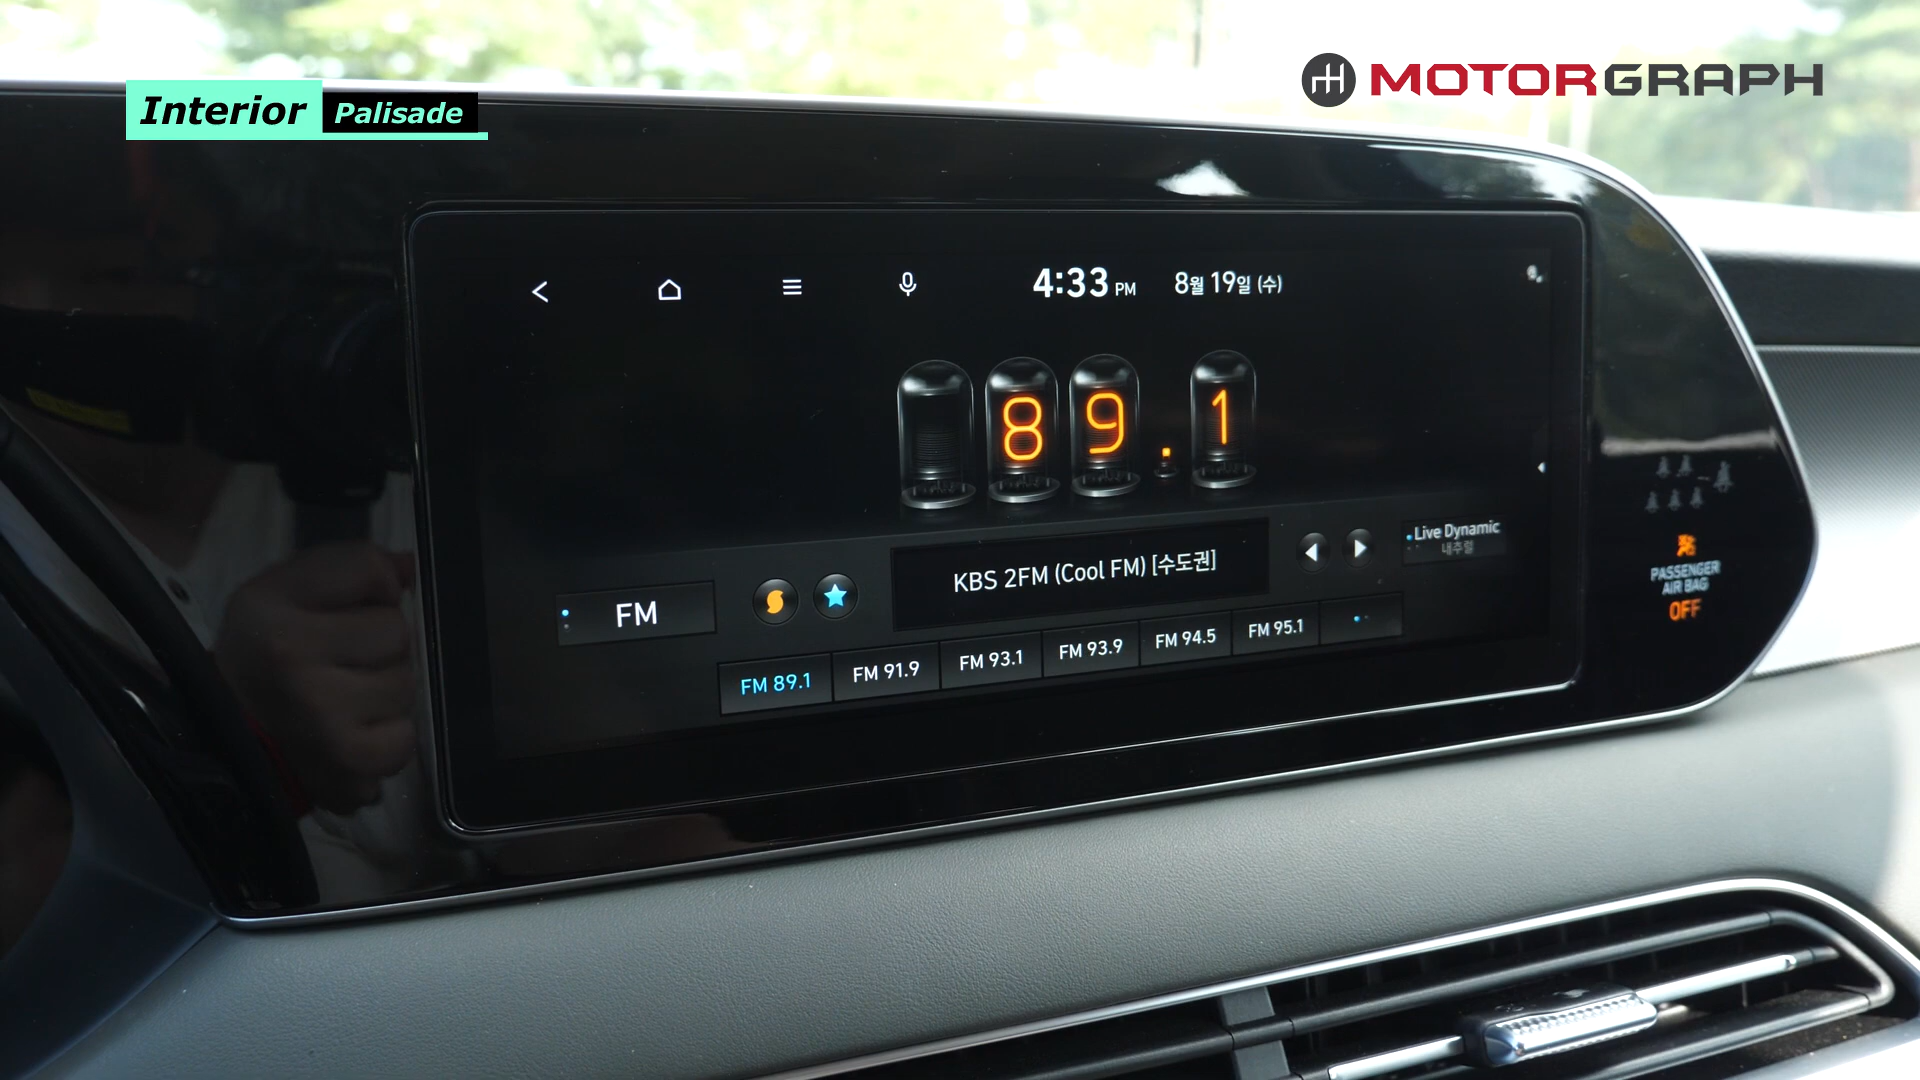 Interior Palisade
MOTORGRAPH
4:33 PM 8월 19일 (수)
89.1
Live Dynamic
내추럴
KBS 2FM (Cool FM) [수도권]
FM
FM 89.1 FM 91.9 FM 93.1 FM 93.9 FM 94.5 FM 95.1
PASSENGER
AIR BAG
OFF